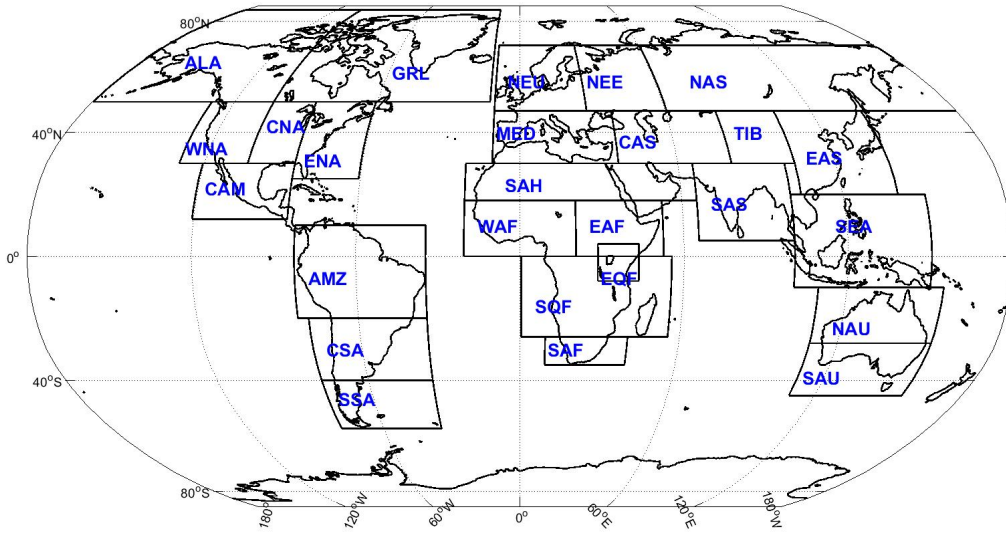 80°N
ALA
GRL
NEU
NEE
NAS
40°N
CNA
MED
CAS
TIB
WNA
ENA
EAS
CAM
SAH
SAS
WAF
EAF
SEA
0°
AMZ
EQF
SQF
NAU
CSA
SAF
SAU
40°S
SSA
80°S
180°W
120°W
60°W
0°
60°E
120°E
180°W